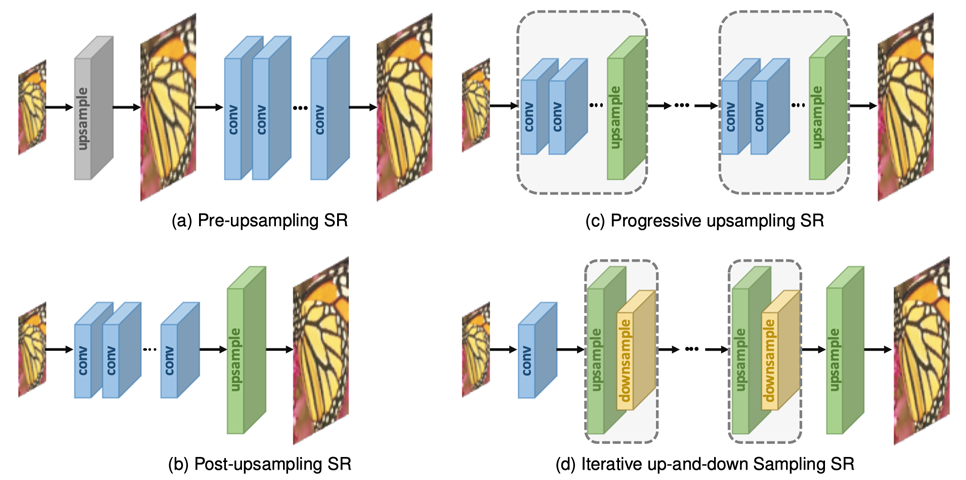 upsample
conv
conv
...
conv
(a) Pre-upsampling SR
conv
conv
...
upsample
...
conv
conv
...
upsample
(c) Progressive upsampling SR
conv
conv
...
conv
upsample
(b) Post-upsampling SR
conv
upsample
downsample
...
upsample
downsample
upsample
(d) Iterative up-and-down Sampling SR